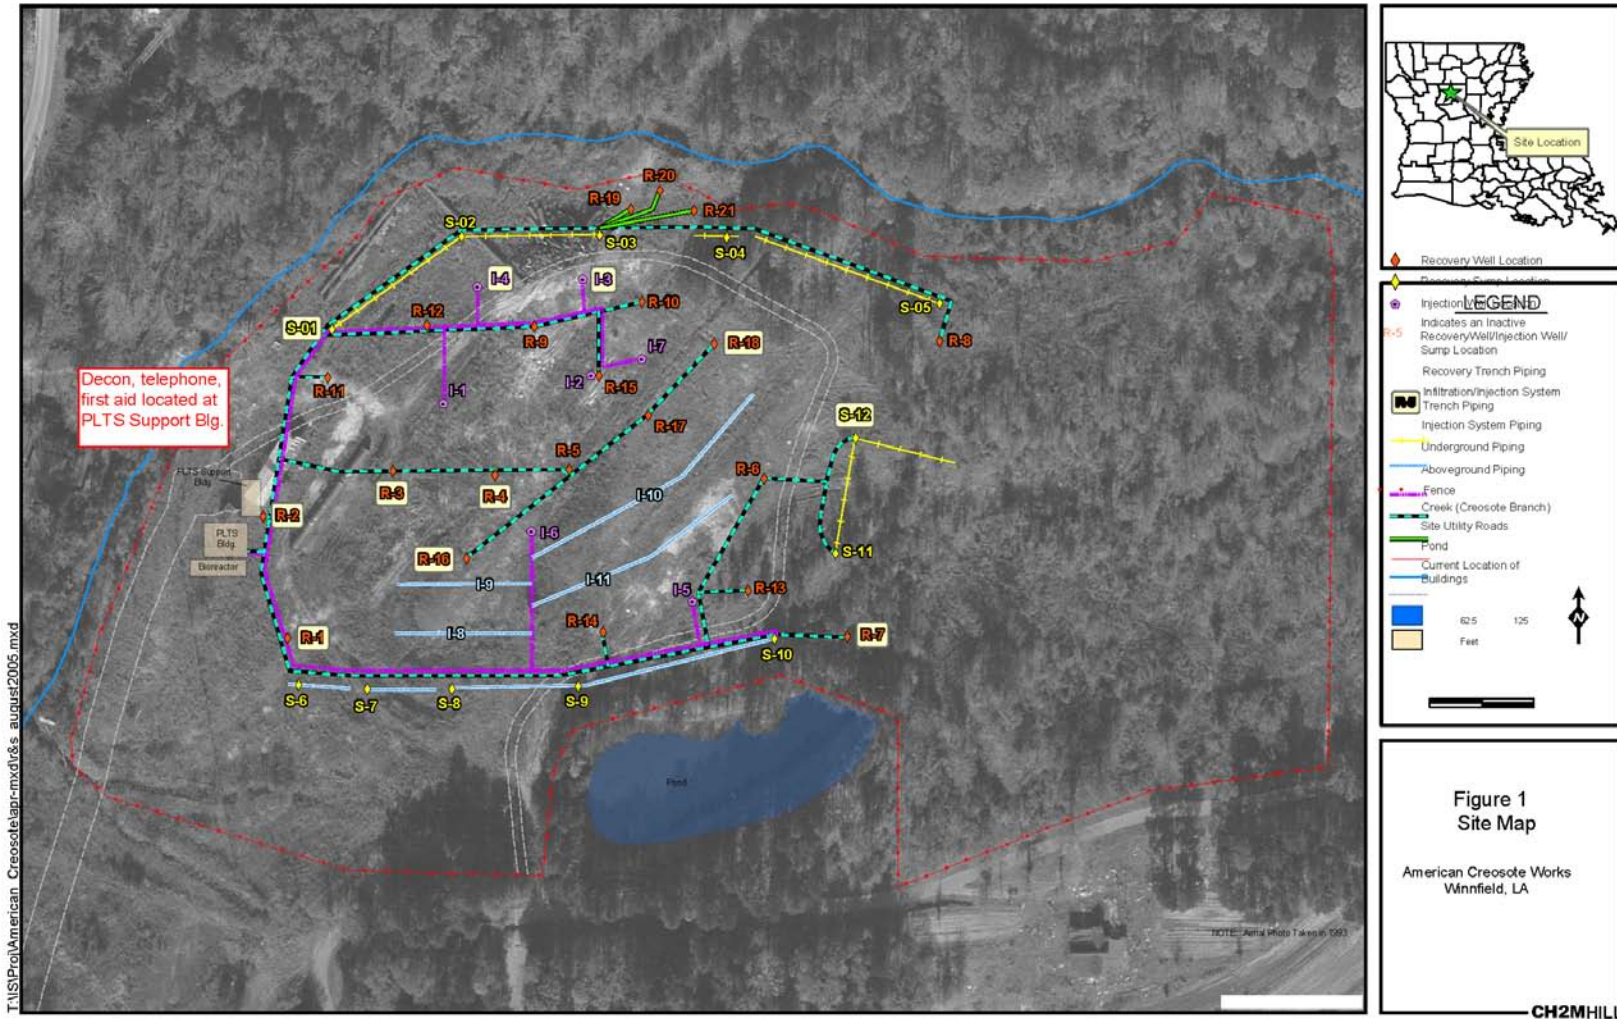 Site Location
Recovery Well Location
Recovery Sump Location
Injection Well Location
LEGEND
R-5
Indicates an Inactive
RecoveryWell/Injection Well/
Sump Location
Recovery Trench Piping
Infiltration/Injection System
Trench Piping
Injection System Piping
Underground Piping
Aboveground Piping
Fence
Creek (Creosote Branch)
Site Utility Roads
Pond
Current Location of
Buildings
62.5 125
Feet
N
Figure 1
Site Map
American Creosote Works
Winnfield, LA
CH2MHILL
R-20
R-19
R-21
S-02
S-03
S-04
I-4
I-3
R-10
S-05
R-12
S-01
R-9
R-18
R-8
I-7
I-2
R-15
R-11
I-1
Decon, telephone,
first aid located at
PLTS Support Blg.
R-17
S-12
PLTS Support
Bldg
R-3
R-4
R-5
R-6
I-10
R-2
I-6
PLTS
Bldg
Bioreactor
R-16
S-11
I-9
I-11
I-5
R-13
R-14
I-8
R-1
R-7
S-10
S-6
S-7
S-8
S-9
Pond
NOTE: Aerial Photo Taken in 1993
T:\IS\Proj\American Creosote\apr-mxd\r&s august2005.mxd